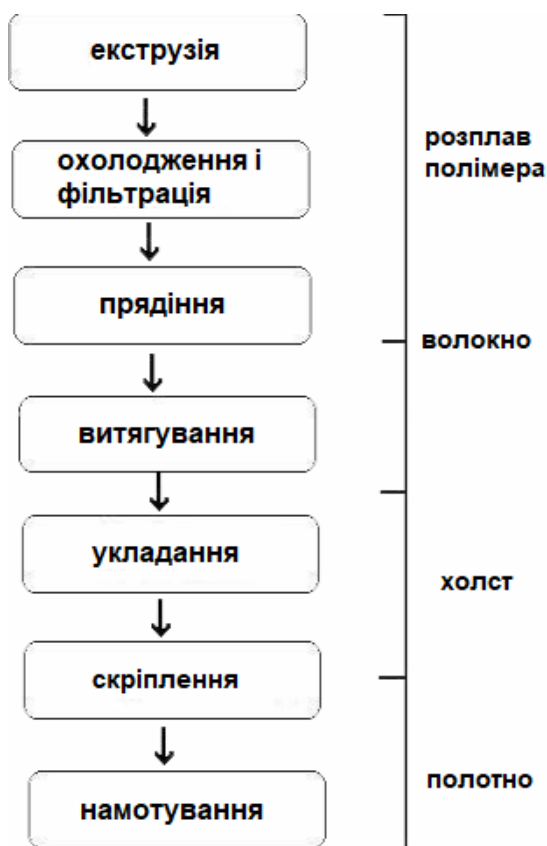 екструзія
охолодження і
фільтрація
прядіння
витягування
укладання
скріплення
намотування
розплав
полімера
волокно
холст
полотно